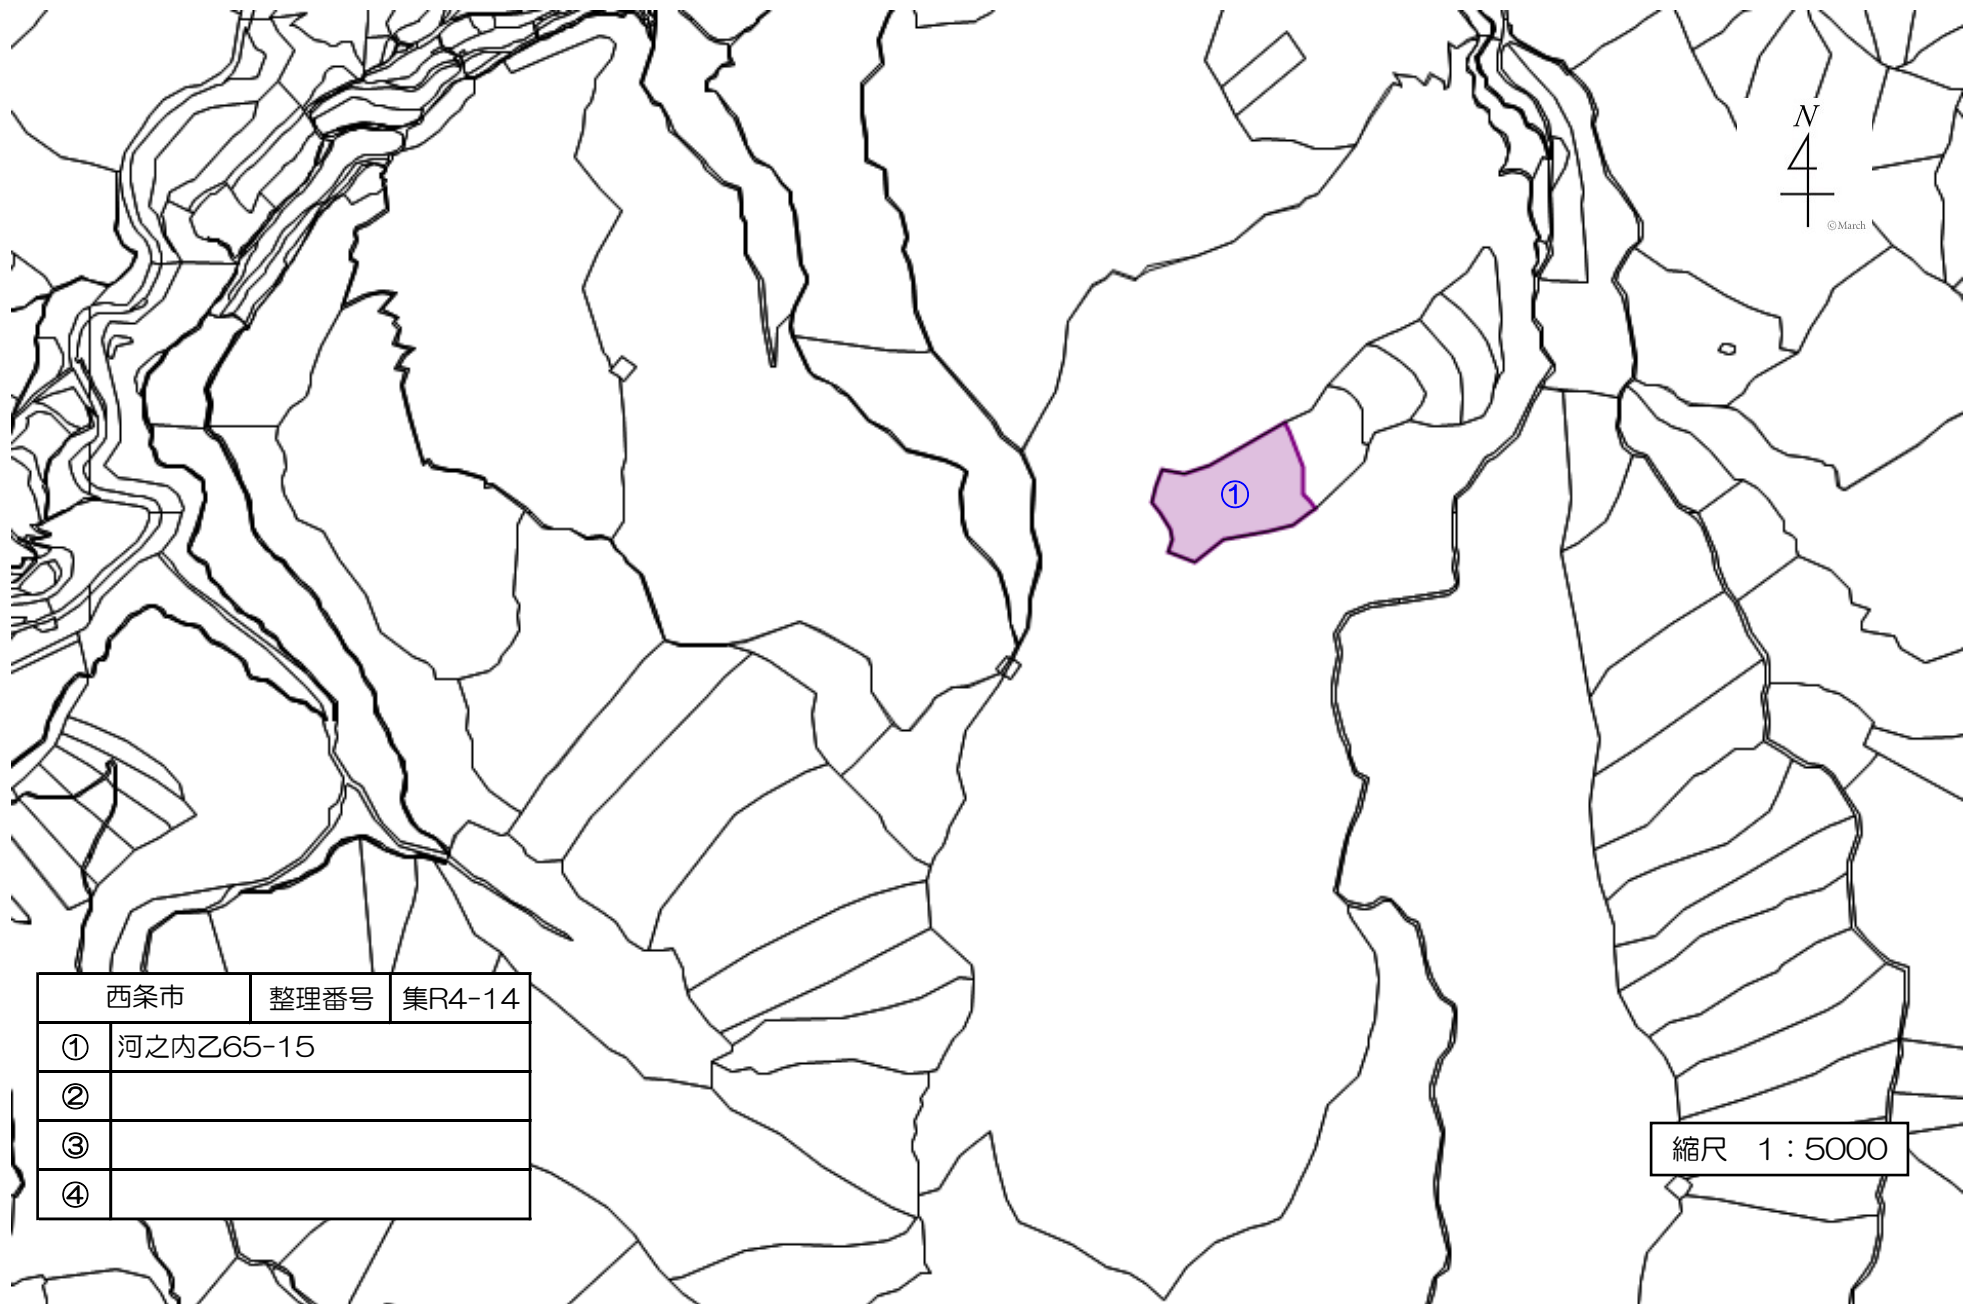 N
©March
①
西条市 整理番号 集R4-14
① 河之内乙65-15
②
③
④
縮尺 1：5000